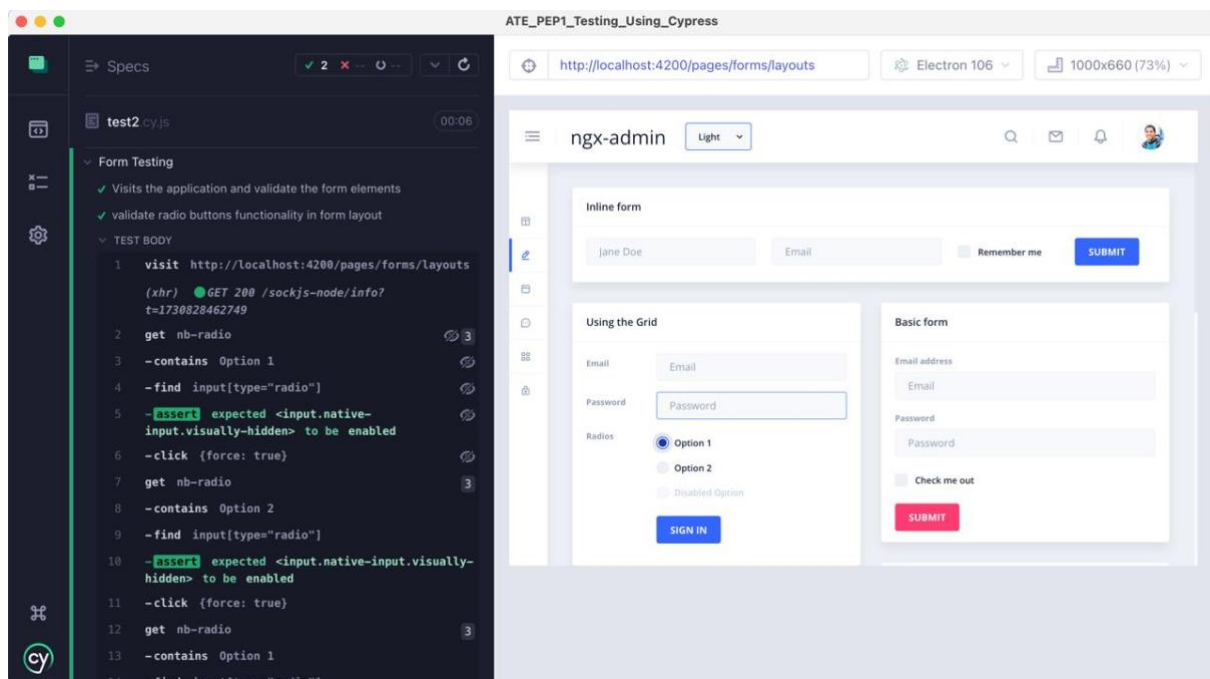 ATE_PEP1_Testing_Using_Cypress
Specs
2 -- --
test2.cy.js 00:06
Form Testing
Visits the application and validate the form elements
validate radio buttons functionality in form layout
TEST BODY
1 visit http://localhost:4200/pages/forms/layouts
(xhr) GET 200 /sockjs-node/info?
t=1730828462749
2 get nb-radio 3
3 -contains Option 1
4 -find input[type="radio"]
5 -assert expected <input.native-
input.visually-hidden> to be enabled
6 -click {force: true}
7 get nb-radio 3
8 -contains Option 2
9 -find input[type="radio"]
10 -assert expected <input.native-input.visually-
hidden> to be enabled
11 -click {force: true}
12 get nb-radio 3
13 -contains Option 1
cy
http://localhost:4200/pages/forms/layouts
Electron 106
1000x660 (73%)
ngx-admin
Light
Inline form
Jane Doe
Email
Remember me
SUBMIT
Using the Grid
Email
Email
Password
Password
Radios
Option 1
Option 2
Disabled Option
SIGN IN
Basic form
Email address
Email
Password
Password
Check me out
SUBMIT